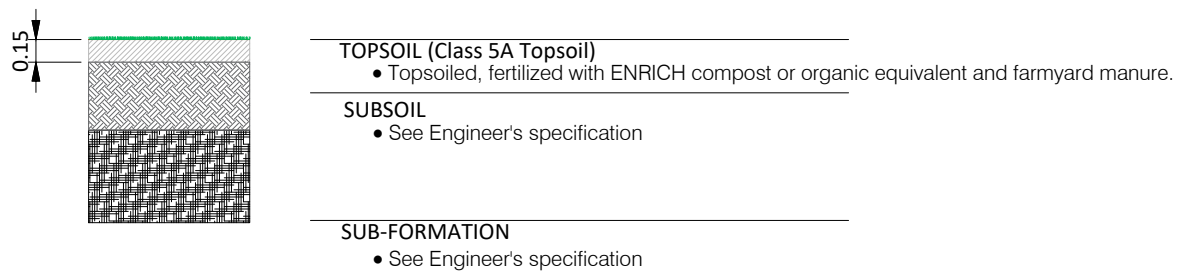 0.15
TOPSOIL (Class 5A Topsoil)
• Topsoiled, fertilized with ENRICH compost or organic equivalent and farmyard manure.
SUBSOIL
• See Engineer's specification
SUB-FORMATION
• See Engineer's specification